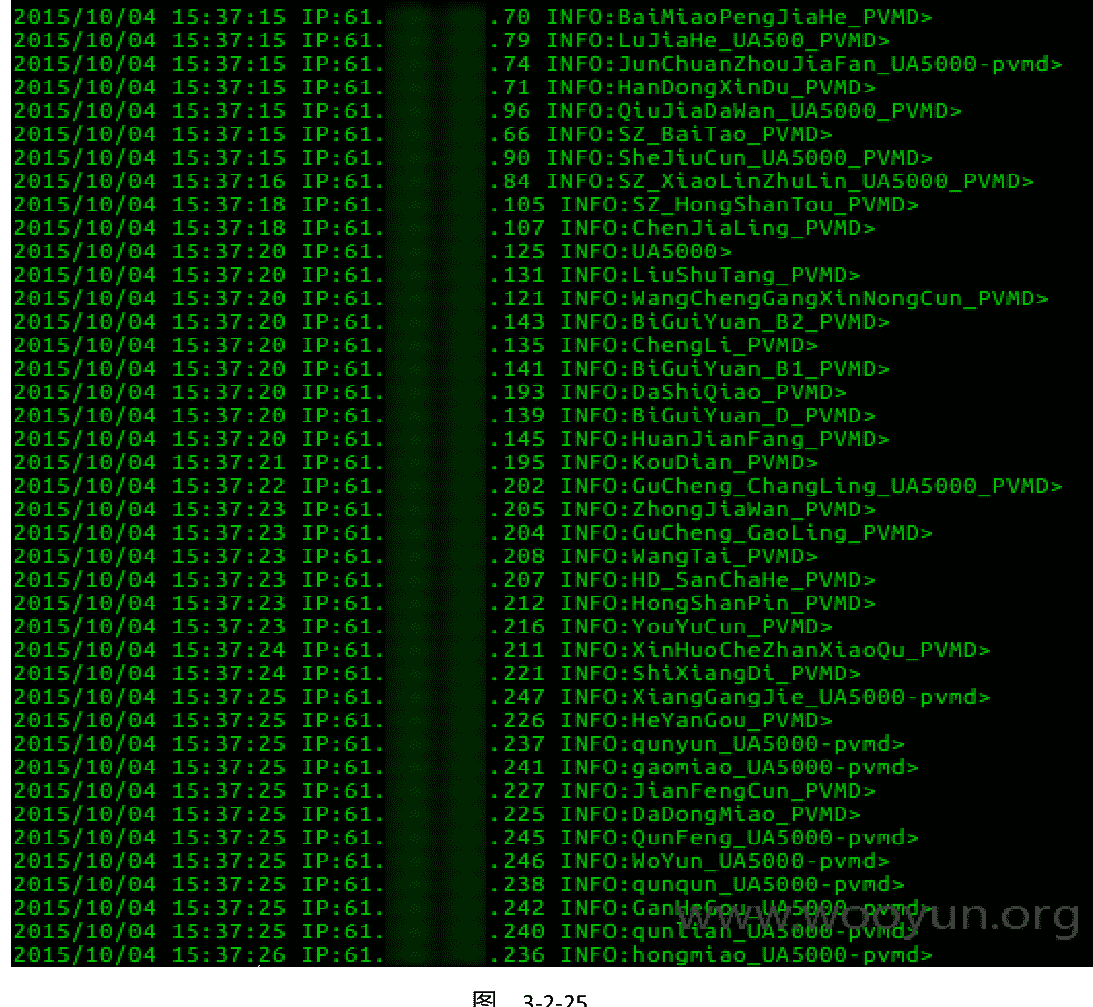 2015/10/04 15:37:15 IP:61. .70 INFO:BaiMiaoPengJiaHe_PVMD>
2015/10/04 15:37:15 IP:61. .79 INFO:LuJiaHe_UA500_PVMD>
2015/10/04 15:37:15 IP:61. .74 INFO:JunChuanZhouJiaFan_UA5000-pvmd>
2015/10/04 15:37:15 IP:61. .71 INFO:HanDongXinDu_PVMD>
2015/10/04 15:37:15 IP:61. .96 INFO:QiuJiaDaWan_UA5000_PVMD>
2015/10/04 15:37:15 IP:61. .66 INFO:SZ_BaiTao_PVMD>
2015/10/04 15:37:15 IP:61. .90 INFO:SheJiuCun_UA5000_PVMD>
2015/10/04 15:37:16 IP:61. .84 INFO:SZ_XiaoLinZhuLin_UA5000_PVMD>
2015/10/04 15:37:18 IP:61. .105 INFO:SZ_HongShanTou_PVMD>
2015/10/04 15:37:18 IP:61. .107 INFO:ChenJiaLing_PVMD>
2015/10/04 15:37:20 IP:61. .125 INFO:UA5000>
2015/10/04 15:37:20 IP:61. .131 INFO:LiuShuTang_PVMD>
2015/10/04 15:37:20 IP:61. .121 INFO:WangChengGangXinNongCun_PVMD>
2015/10/04 15:37:20 IP:61. .143 INFO:BiGuiYuan_B2_PVMD>
2015/10/04 15:37:20 IP:61. .135 INFO:ChengLi_PVMD>
2015/10/04 15:37:20 IP:61. .141 INFO:BiGuiYuan_B1_PVMD>
2015/10/04 15:37:20 IP:61. .193 INFO:DaShiQiao_PVMD>
2015/10/04 15:37:20 IP:61. .139 INFO:BiGuiYuan_D_PVMD>
2015/10/04 15:37:20 IP:61. .145 INFO:HuanJianFang_PVMD>
2015/10/04 15:37:21 IP:61. .195 INFO:KouDian_PVMD>
2015/10/04 15:37:22 IP:61. .202 INFO:GuCheng_ChangLing_UA5000_PVMD>
2015/10/04 15:37:23 IP:61. .205 INFO:ZhongJiaWan_PVMD>
2015/10/04 15:37:23 IP:61. .204 INFO:GuCheng_GaoLing_PVMD>
2015/10/04 15:37:23 IP:61. .208 INFO:WangTai_PVMD>
2015/10/04 15:37:23 IP:61. .207 INFO:HD_SanChaHe_PVMD>
2015/10/04 15:37:23 IP:61. .212 INFO:HongShanPin_PVMD>
2015/10/04 15:37:23 IP:61. .216 INFO:YouYuCun_PVMD>
2015/10/04 15:37:24 IP:61. .211 INFO:XinHuoCheZhanXiaoQu_PVMD>
2015/10/04 15:37:24 IP:61. .221 INFO:ShiXiangDi_PVMD>
2015/10/04 15:37:25 IP:61. .247 INFO:XiangGangJie_UA5000-pvmd>
2015/10/04 15:37:25 IP:61. .226 INFO:HeYanGou_PVMD>
2015/10/04 15:37:25 IP:61. .237 INFO:qunyun_UA5000-pvmd>
2015/10/04 15:37:25 IP:61. .241 INFO:gaomiao_UA5000-pvmd>
2015/10/04 15:37:25 IP:61. .227 INFO:JianFengCun_PVMD>
2015/10/04 15:37:25 IP:61. .225 INFO:DaDongMiao_PVMD>
2015/10/04 15:37:25 IP:61. .245 INFO:QunFeng_UA5000-pvmd>
2015/10/04 15:37:25 IP:61. .246 INFO:WoYun_UA5000-pvmd>
2015/10/04 15:37:25 IP:61. .238 INFO:qunqun_UA5000-pvmd>
2015/10/04 15:37:25 IP:61. .242 INFO:GanHeGou_UA5000-pvmd>
2015/10/04 15:37:25 IP:61. .240 INFO:qunlian_UA5000-pvmd>
2015/10/04 15:37:26 IP:61. .236 INFO:hongmiao_UA5000-pvmd>
www.wooyun.org
图 3-2-25